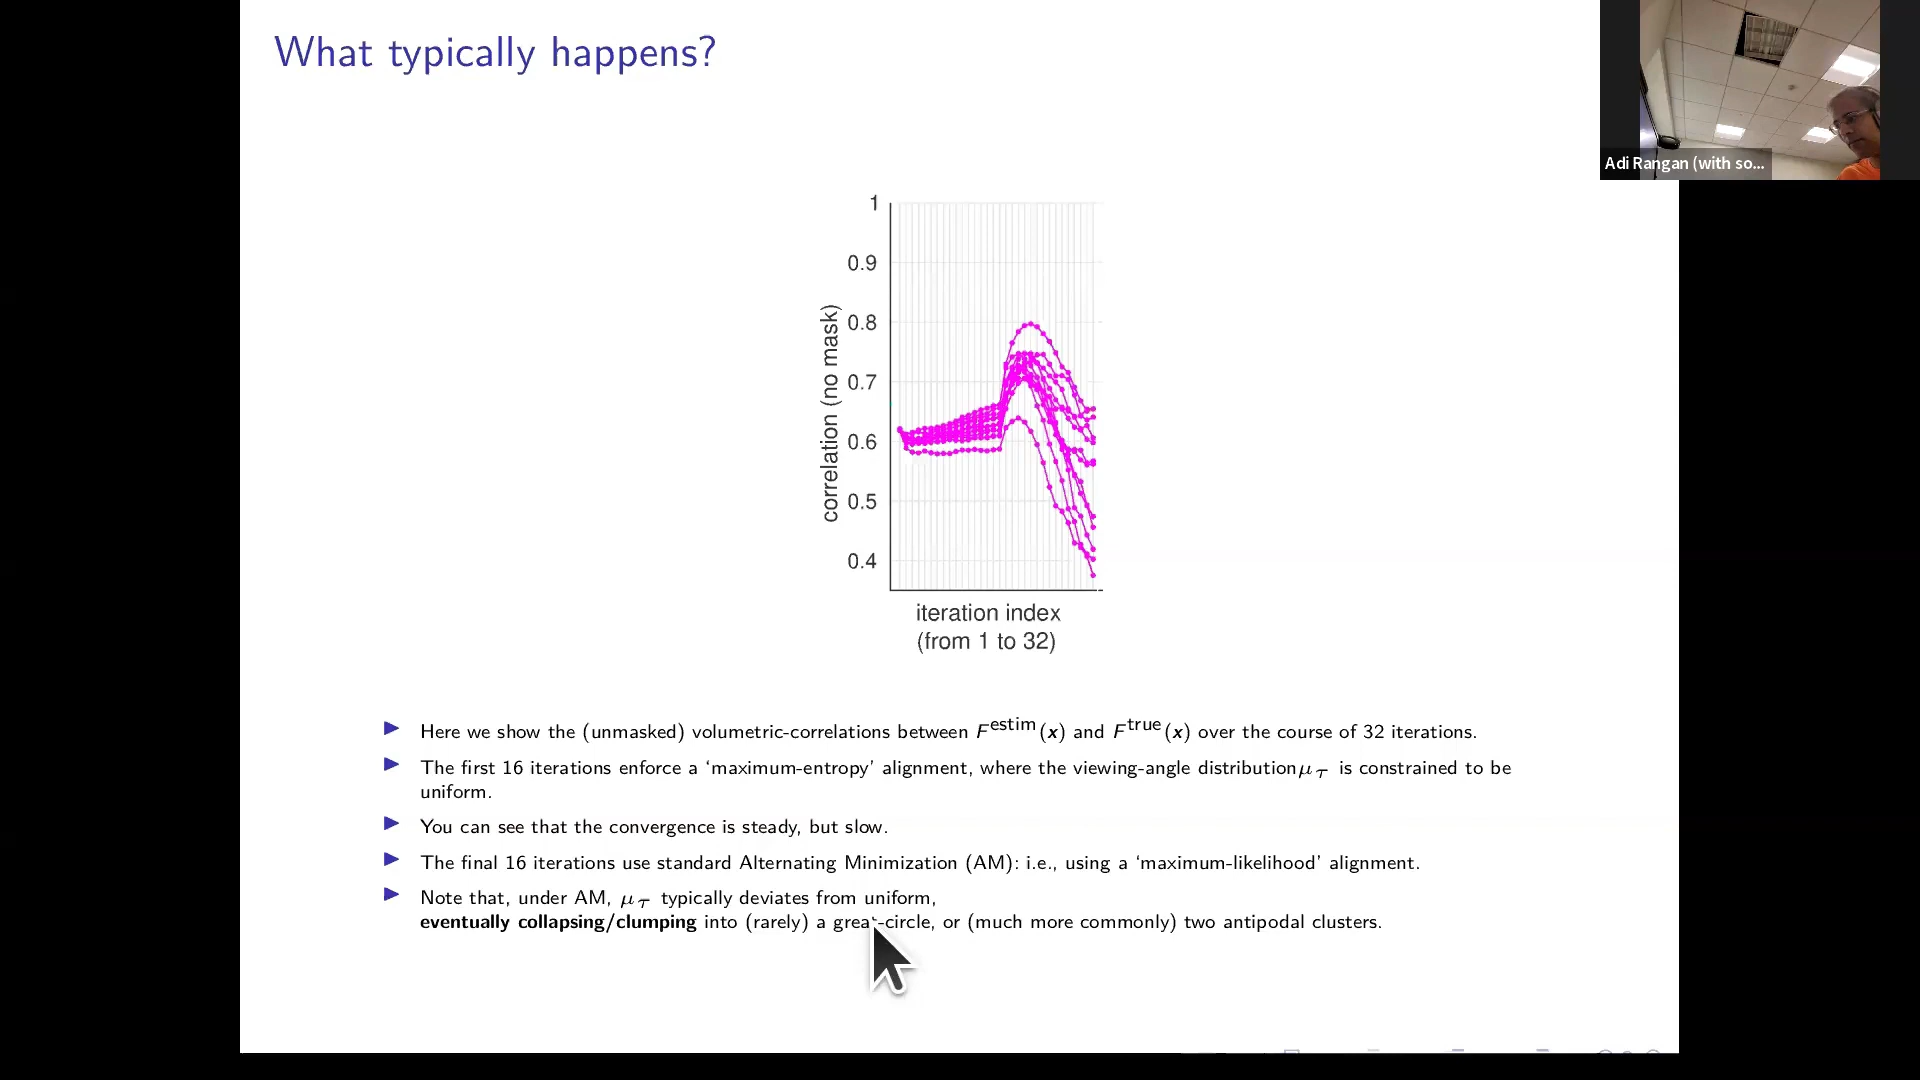 What typically happens?
Adi Rangan (with so...
1
0.9
0.8
0.7
0.6
0.5
0.4
correlation (no mask)
iteration index
(from 1 to 32)
Here we show the (unmasked) volumetric-correlations between F^estim(x) and F^true(x) over the course of 32 iterations.
The first 16 iterations enforce a ‘maximum-entropy’ alignment, where the viewing-angle distribution μτ is constrained to be
uniform.
You can see that the convergence is steady, but slow.
The final 16 iterations use standard Alternating Minimization (AM): i.e., using a ‘maximum-likelihood’ alignment.
Note that, under AM, μτ typically deviates from uniform,
eventually collapsing/clumping into (rarely) a great-circle, or (much more commonly) two antipodal clusters.